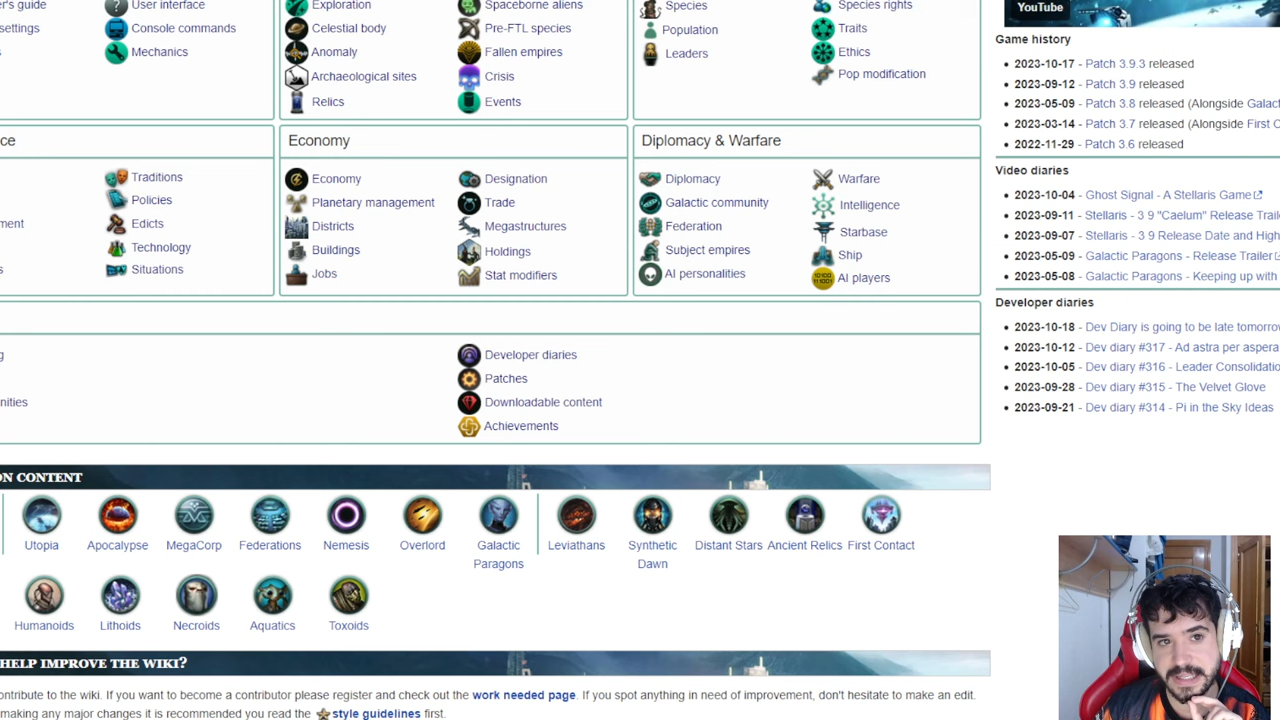 r's guide
User interface
Exploration
Spaceborne aliens
Species
Species rights
YouTube
settings
Console commands
Celestial body
Pre-FTL species
Population
Traits
Mechanics
Anomaly
Fallen empires
Leaders
Ethics
Archaeological sites
Crisis
Pop modification
Relics
Events
Game history
2023-10-17 - Patch 3.9.3 released
2023-09-12 - Patch 3.9 released
2023-05-09 - Patch 3.8 released (Alongside Galact
2023-03-14 - Patch 3.7 released (Alongside First C
2022-11-29 - Patch 3.6 released
ce
Economy
Diplomacy & Warfare
Traditions
Economy
Designation
Diplomacy
Warfare
Policies
Planetary management
Trade
Galactic community
Intelligence
ment
Edicts
Districts
Megastructures
Federation
Starbase
Technology
Buildings
Holdings
Subject empires
Ship
s
Situations
Jobs
Stat modifiers
AI personalities
AI players
Video diaries
2023-10-04 - Ghost Signal - A Stellaris Game
2023-09-11 - Stellaris - 3 9 "Caelum" Release Traile
2023-09-07 - Stellaris - 3 9 Release Date and High
2023-05-09 - Galactic Paragons - Release Trailer
2023-05-08 - Galactic Paragons - Keeping up with
Developer diaries
2023-10-18 - Dev Diary is going to be late tomorrow
2023-10-12 - Dev diary #317 - Ad astra per aspera
2023-10-05 - Dev diary #316 - Leader Consolidatio
2023-09-28 - Dev diary #315 - The Velvet Glove
2023-09-21 - Dev diary #314 - Pi in the Sky Ideas
g
Developer diaries
Patches
nities
Downloadable content
Achievements
ON CONTENT
Utopia
Apocalypse
MegaCorp
Federations
Nemesis
Overlord
Galactic Paragons
Leviathans
Synthetic Dawn
Distant Stars
Ancient Relics
First Contact
Humanoids
Lithoids
Necroids
Aquatics
Toxoids
HELP IMPROVE THE WIKI?
ontribute to the wiki. If you want to become a contributor please register and check out the work needed page. If you spot anything in need of improvement, don't hesitate to make an edit.
making any major changes it is recommended you read the style guidelines first.